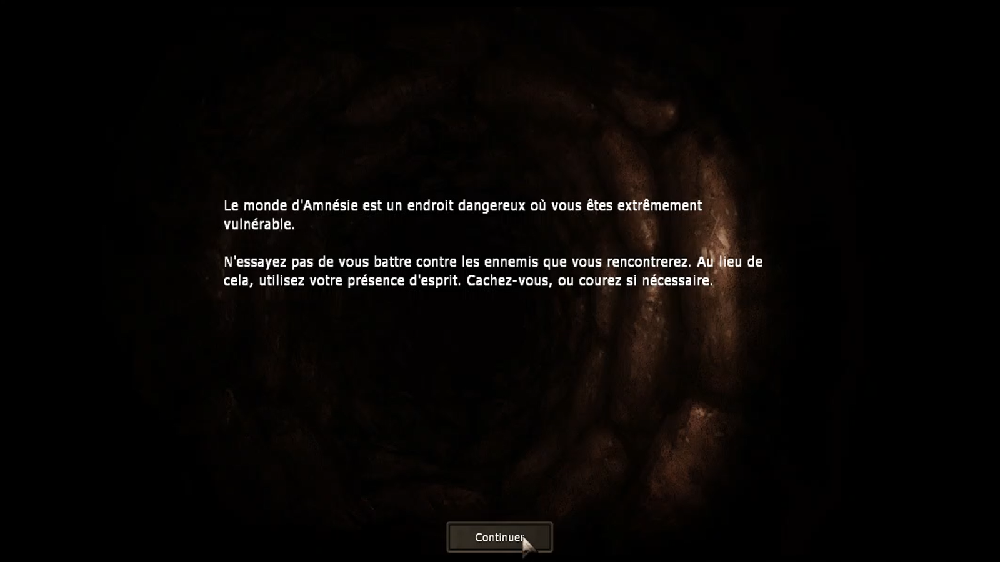 Le monde d'Amnésie est un endroit dangereux où vous êtes extrêmement
vulnérable.
N'essayez pas de vous battre contre les ennemis que vous rencontrerez. Au lieu de
cela, utilisez votre présence d'esprit. Cachez-vous, ou courez si nécessaire.
Continuer